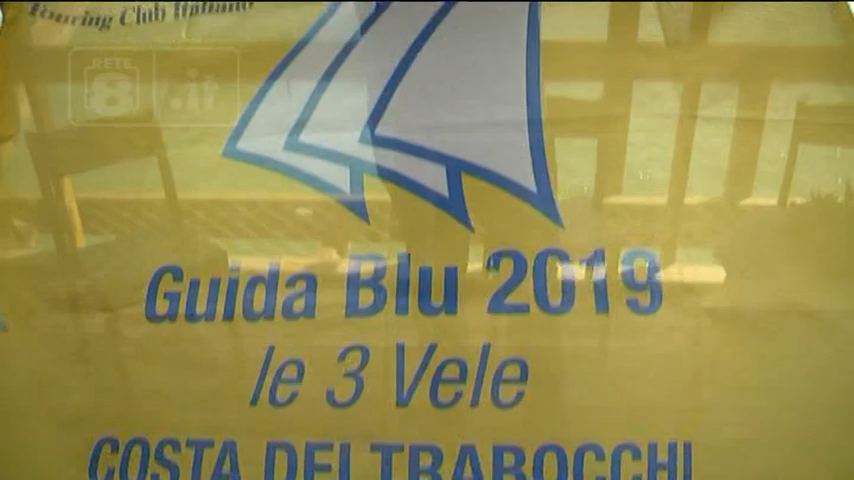 Touring Club Italiano
RETE
8 .it
Guida Blu 2019
le 3 Vele
COSTA DEI TRABOCCHI